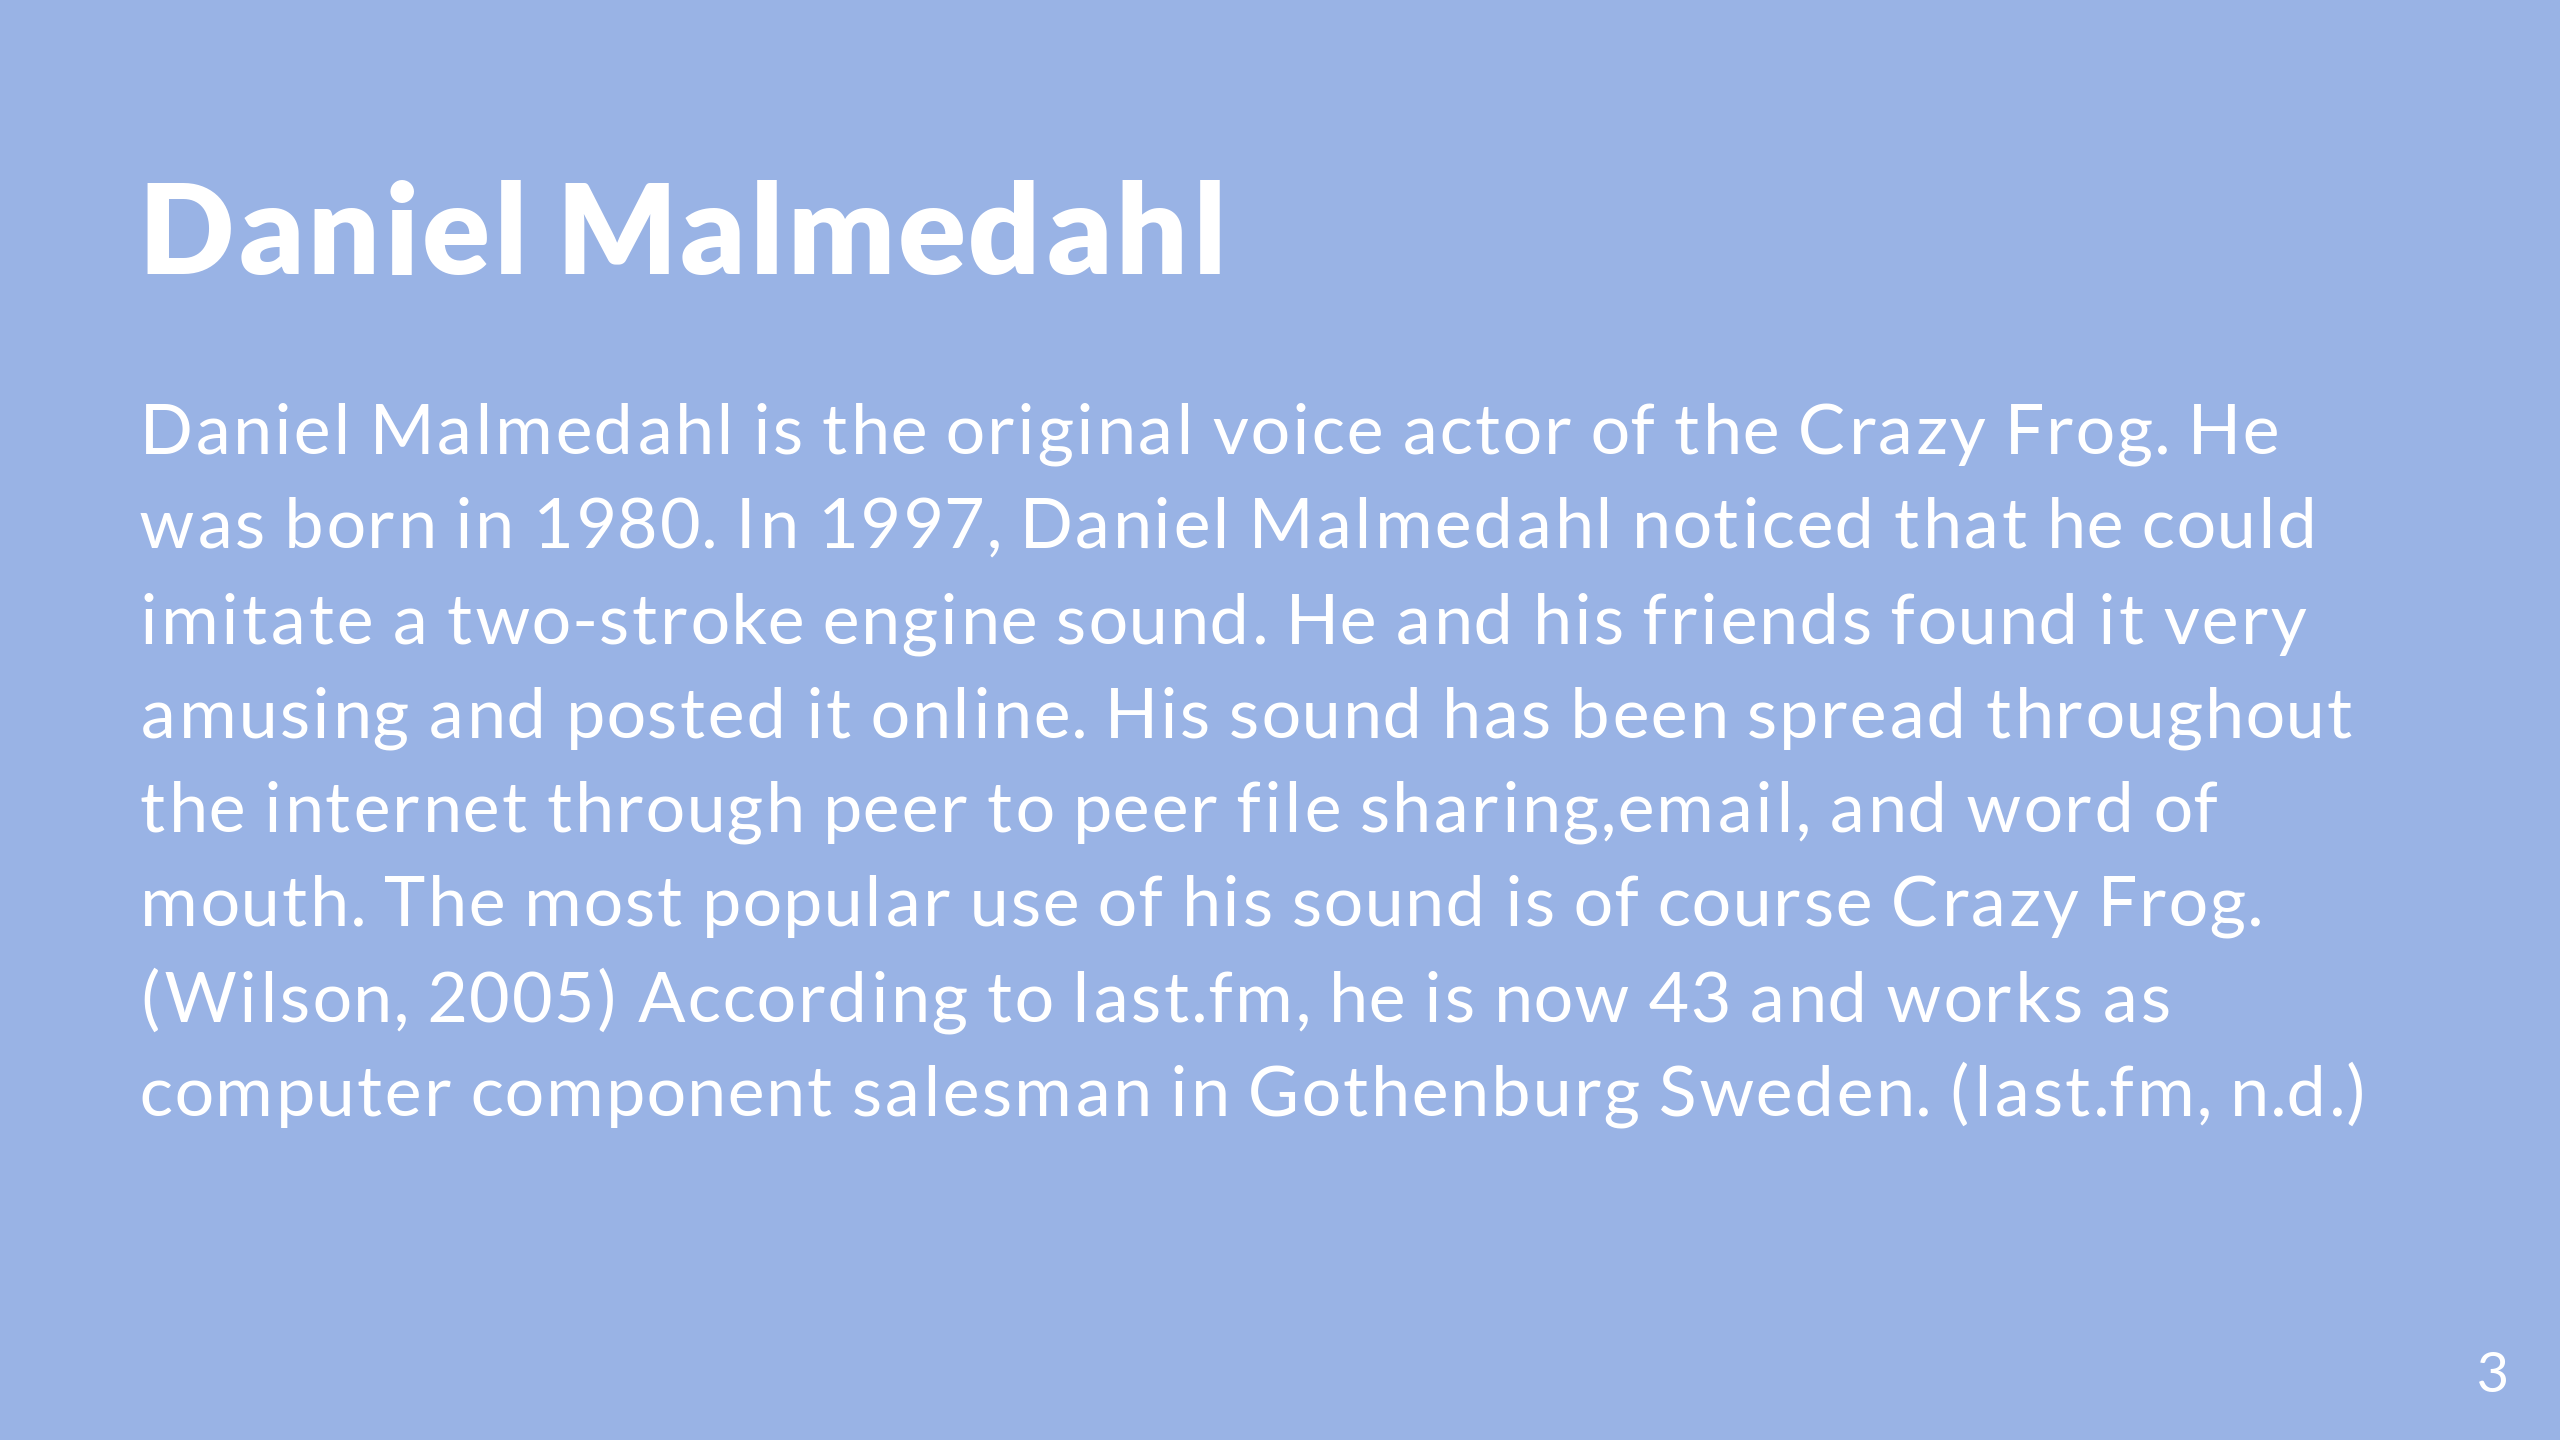 Daniel Malmedahl
Daniel Malmedahl is the original voice actor of the Crazy Frog. He
was born in 1980. In 1997, Daniel Malmedahl noticed that he could
imitate a two-stroke engine sound. He and his friends found it very
amusing and posted it online. His sound has been spread throughout
the internet through peer to peer file sharing,email, and word of
mouth. The most popular use of his sound is of course Crazy Frog.
(Wilson, 2005) According to last.fm, he is now 43 and works as
computer component salesman in Gothenburg Sweden. (last.fm, n.d.)
3